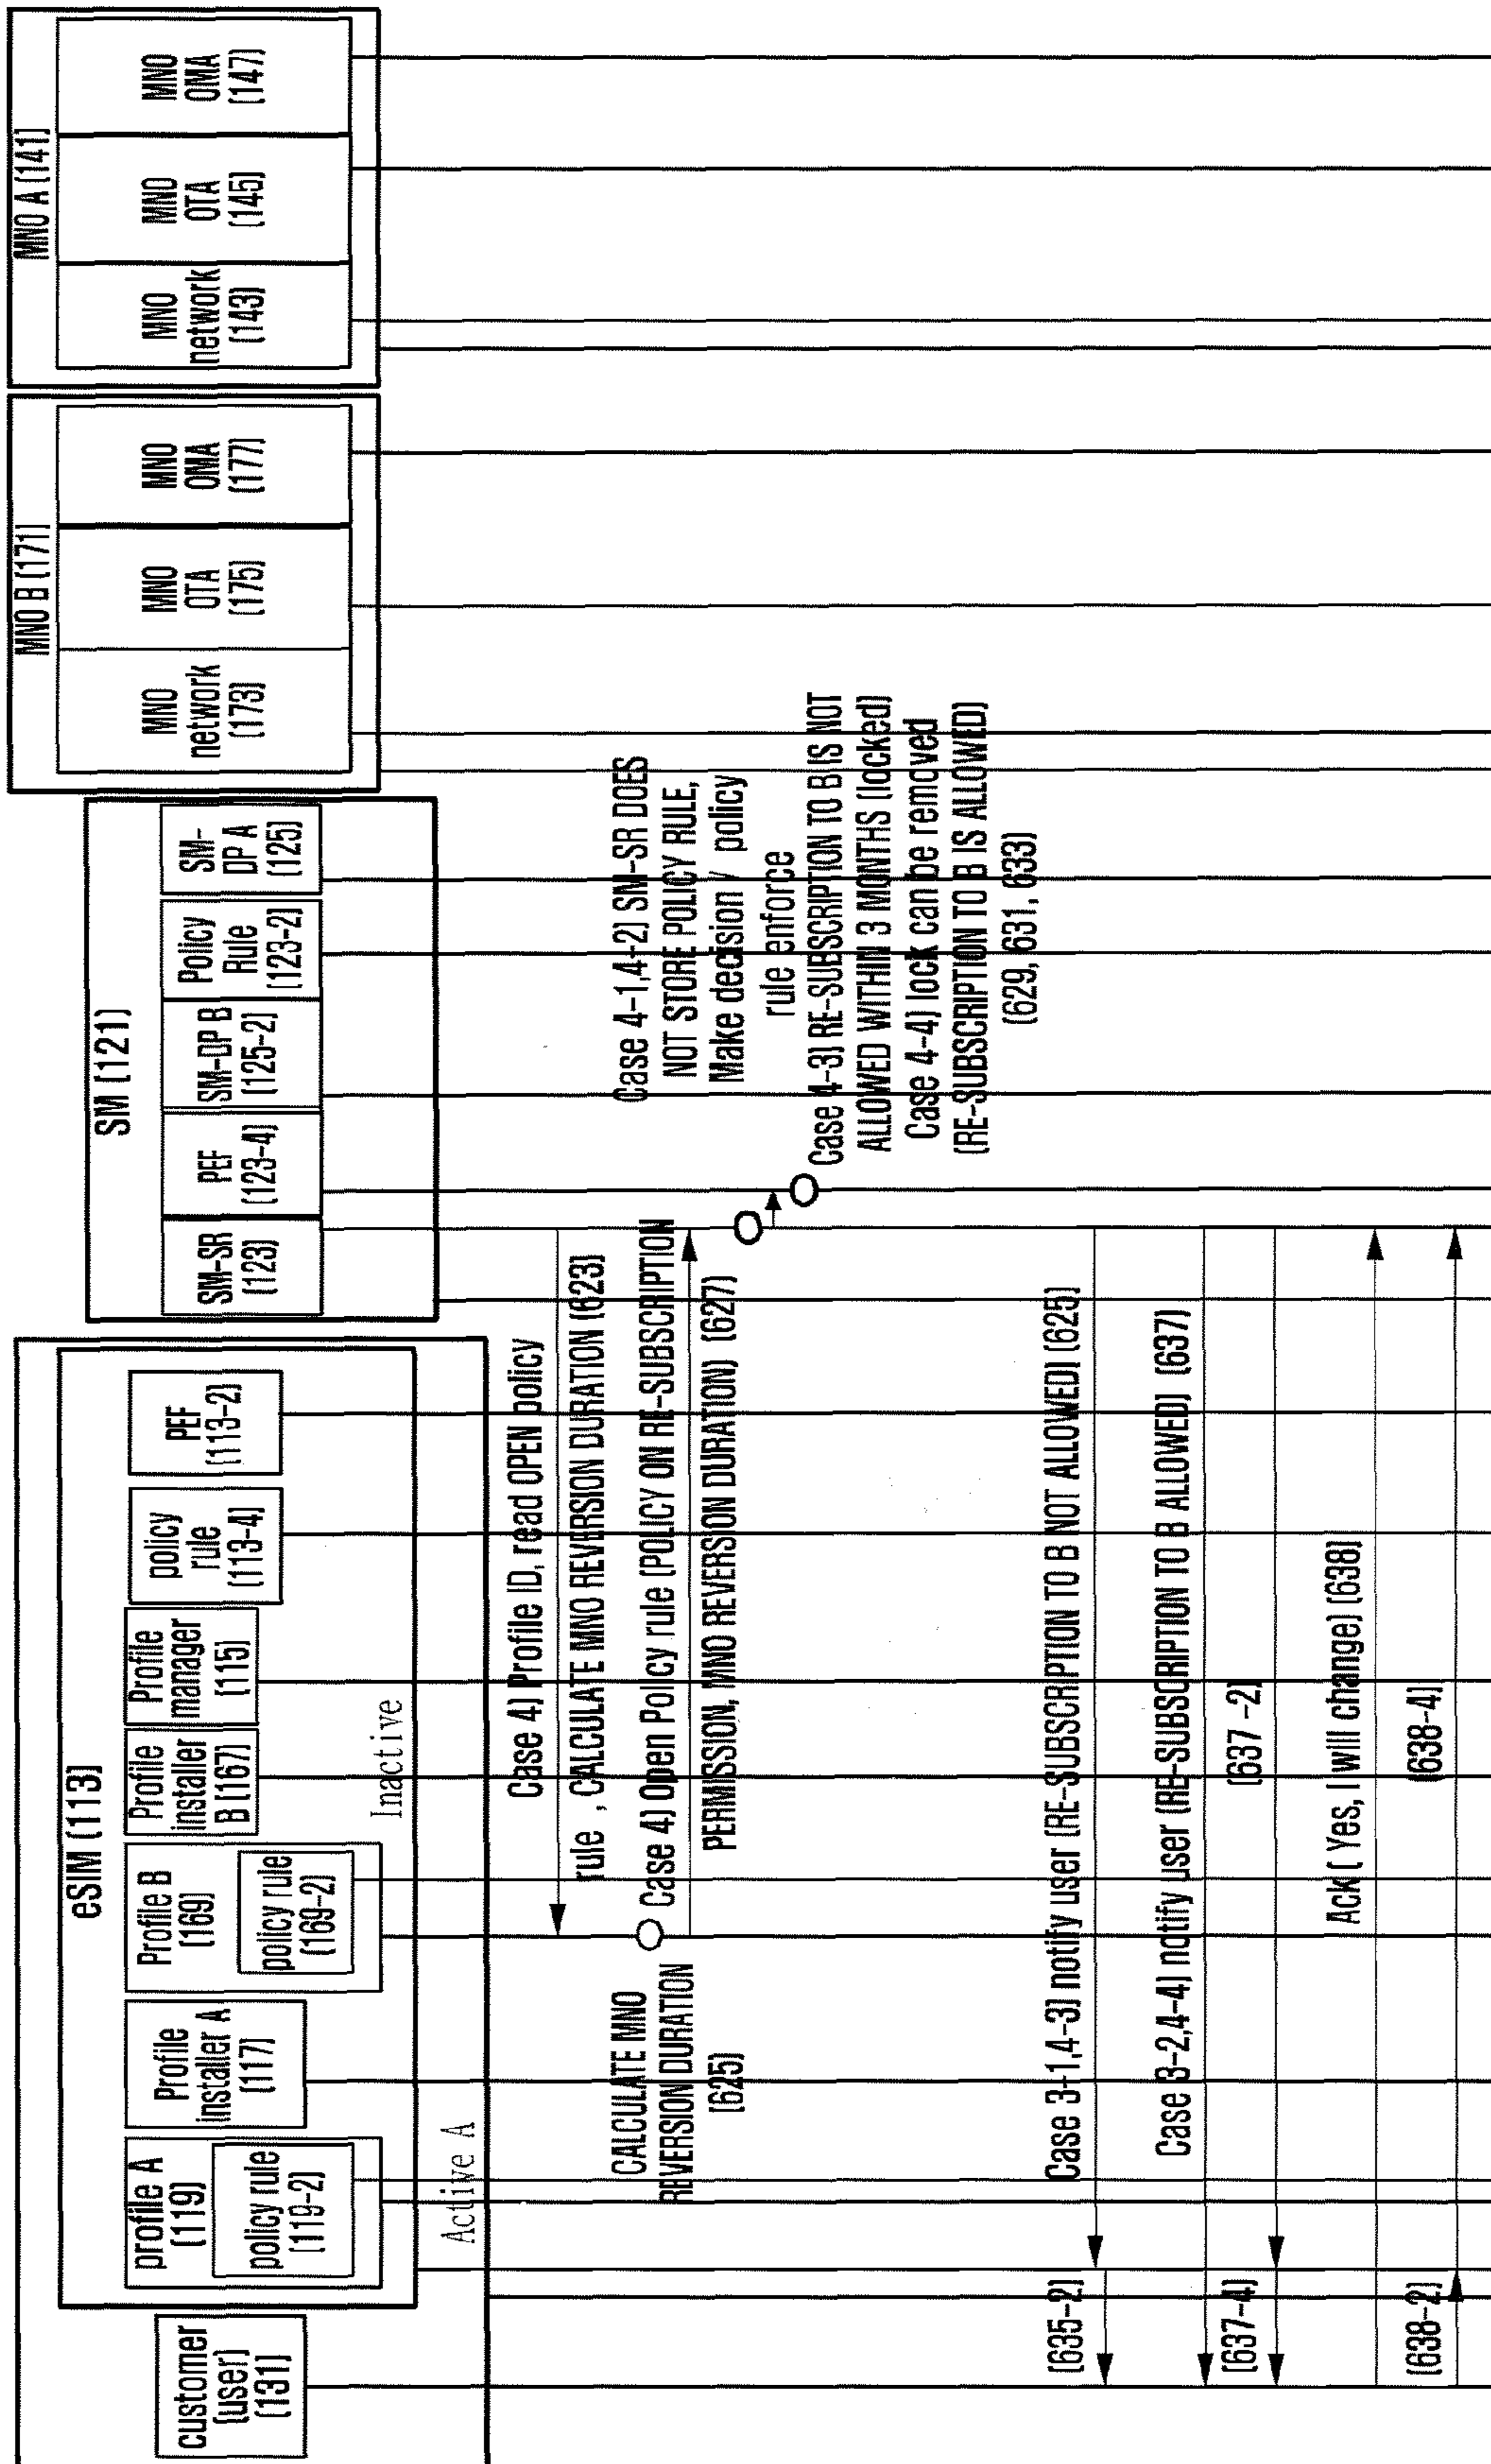 eSIM (113)
customer
(user)
(131)
profile A
(119)
policy rule
(119-2)
Profile
installer A
(117)
Profile B
(169)
policy rule
(169-2)
Profile
installer
B (167)
Profile
manager
(115)
policy
rule
(113-4)
PEF
(113-2)
Active A
Inactive
SM (121)
SM-SR
(123)
PEF
(123-4)
SM-DP B
(125-2)
Policy
Rule
(123-2)
SM-
DP A
(125)
MNO B (171)
MNO
network
(173)
MNO
OTA
(175)
MNO
OMA
(177)
MNO A (141)
MNO
network
(143)
MNO
OTA
(145)
MNO
OMA
(147)
Case 4) Profile ID, read OPEN policy
rule , CALCULATE MNO REVERSION DURATION (623)
CALCULATE MNO
REVERSION DURATION
(625)
Case 4) Open Policy rule (POLICY ON RE-SUBSCRIPTION
PERMISSION, MNO REVERSION DURATION) (627)
Case 4-1,4-2) SM-SR DOES
NOT STORE POLICY RULE,
Make decision / policy
rule enforce
Case 4-3) RE-SUBSCRIPTION TO B IS NOT
ALLOWED WITHIN 3 MONTHS (locked)
Case 4-4) lock can be removed
(RE-SUBSCRIPTION TO B IS ALLOWED)
(629, 631, 633)
Case 3-1,4-3) notify user (RE-SUBSCRIPTION TO B NOT ALLOWED) (625)
(635-2)
Case 3-2,4-4) notify user (RE-SUBSCRIPTION TO B ALLOWED) (637)
(637-4)
(637-2)
Ack ( Yes, I will change) (638)
(638-2)
(638-4)